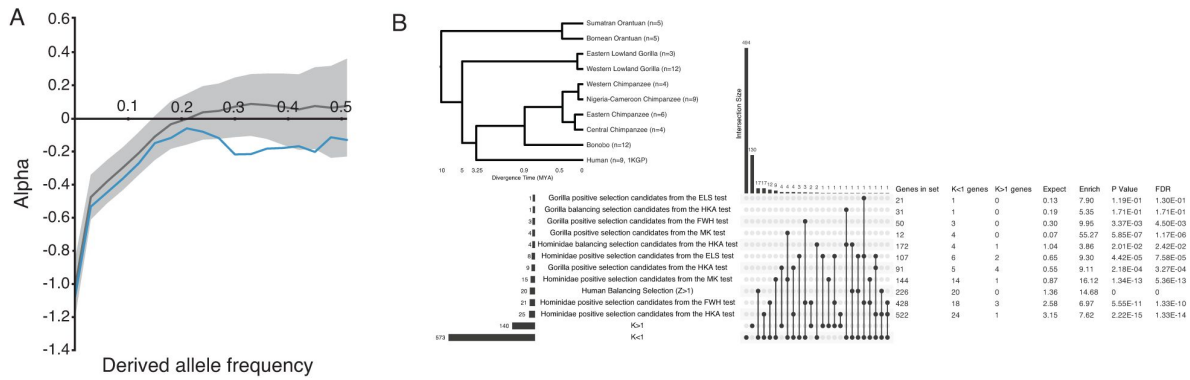 A
0.6
0.4
0.2
0.1 0.2 0.3 0.4 0.5
0
-0.2
-0.4
-0.6
-0.8
-1.0
-1.2
-1.4
Alpha
Derived allele frequency
B
Sumatran Orantuan (n=5)
Bornean Orantuan (n=5)
Eastern Lowland Gorilla (n=3)
Western Lowland Gorilla (n=12)
Western Chimpanzee (n=4)
Nigeria-Cameroon Chimpanzee (n=9)
Eastern Chimpanzee (n=6)
Central Chimpanzee (n=4)
Bonobo (n=12)
Human (n=9, 1KGP)
10 5 3.25 0.9 0.5 0
Divergence Time (MYA)
Intersection Size
130
Genes in set K<1 genes K>1 genes Expect Enrich P Value FDR
1 Gorilla positive selection candidates from the ELS test 21 1 0 0.13 7.90 1.19E-01 1.30E-01
1 Gorilla balancing selection candidates from the HKA test 31 1 0 0.19 5.35 1.71E-01 1.71E-01
3 Gorilla positive selection candidates from the FWH test 50 3 0 0.30 9.95 3.37E-03 4.50E-03
4 Gorilla positive selection candidates from the MK test 12 4 0 0.07 55.27 5.85E-07 1.17E-06
4 Hominidae balancing selection candidates from the HKA test 172 4 1 1.04 3.86 2.01E-02 2.42E-02
8 Hominidae positive selection candidates from the ELS test 107 6 2 0.65 9.30 4.42E-05 7.58E-05
9 Gorilla positive selection candidates from the HKA test 91 5 4 0.55 9.11 2.18E-04 3.27E-04
15 Hominidae positive selection candidates from the MK test 144 14 1 0.87 16.12 1.34E-13 5.36E-13
20 Human Balancing Selection (Z>1) 226 20 0 1.36 14.68 0 0
21 Hominidae positive selection candidates from the FWH test 428 18 3 2.58 6.97 5.55E-11 1.33E-10
25 Hominidae positive selection candidates from the HKA test 522 24 1 3.15 7.62 2.22E-15 1.33E-14
140 K>1
573 K<1